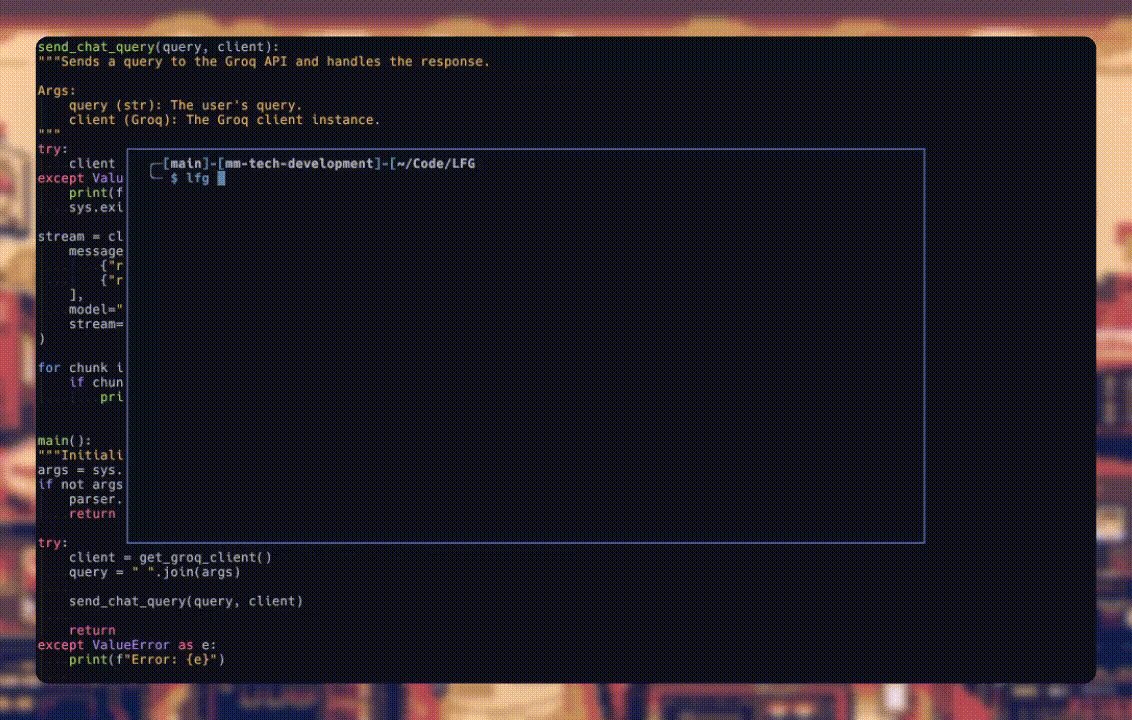 send_chat_query(query, client):
"""Sends a query to the Groq API and handles the response.
Args:
query (str): The user's query.
client (Groq): The Groq client instance.
"""
try:
client
except Valu
print(f
sys.exi
stream = cl
message
{"r
{"r
],
model="
stream=
)
for chunk i
if chun
pri
main():
"""Initiali
args = sys.
if not args
parser.
return
try:
client = get_groq_client()
query = " ".join(args)
send_chat_query(query, client)
return
except ValueError as e:
print(f"Error: {e}")
[main]-[mm-tech-development]-[~/Code/LFG
$ lfg